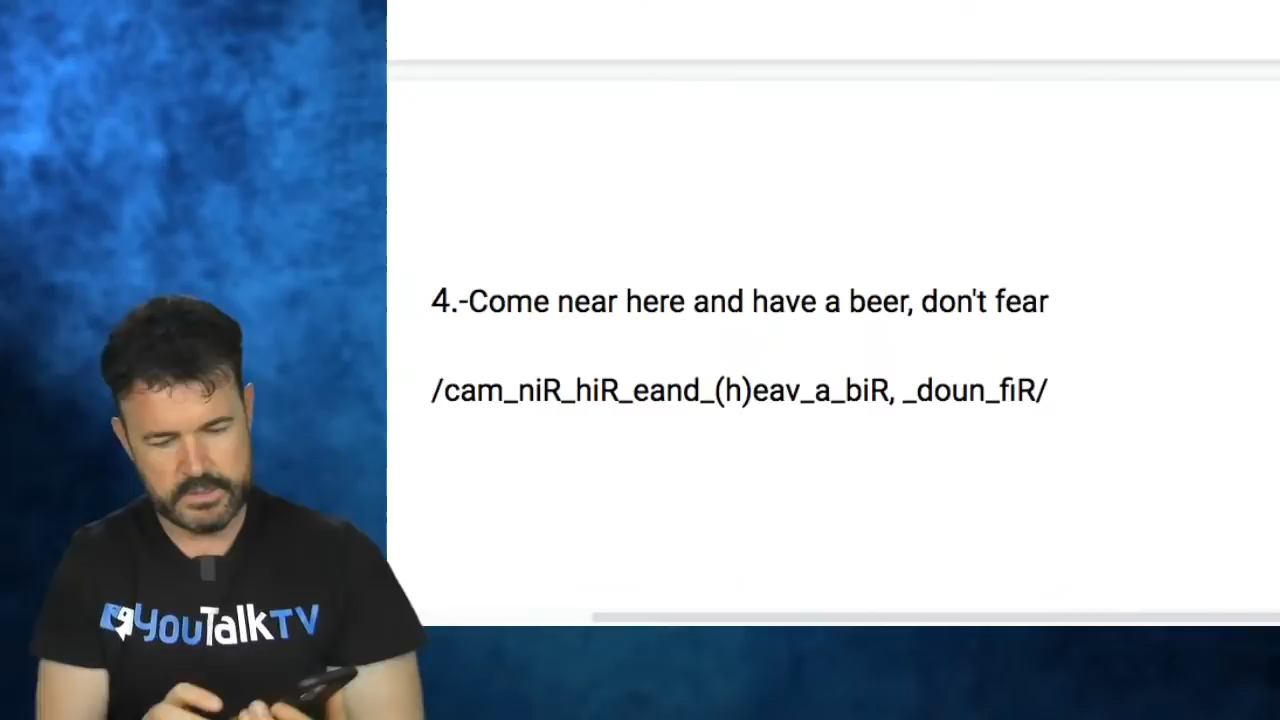 4.-Come near here and have a beer, don't fear
/cam_niR_hiR_eand_(h)eav_a_biR, _doun_fiR/
YouTalkTV